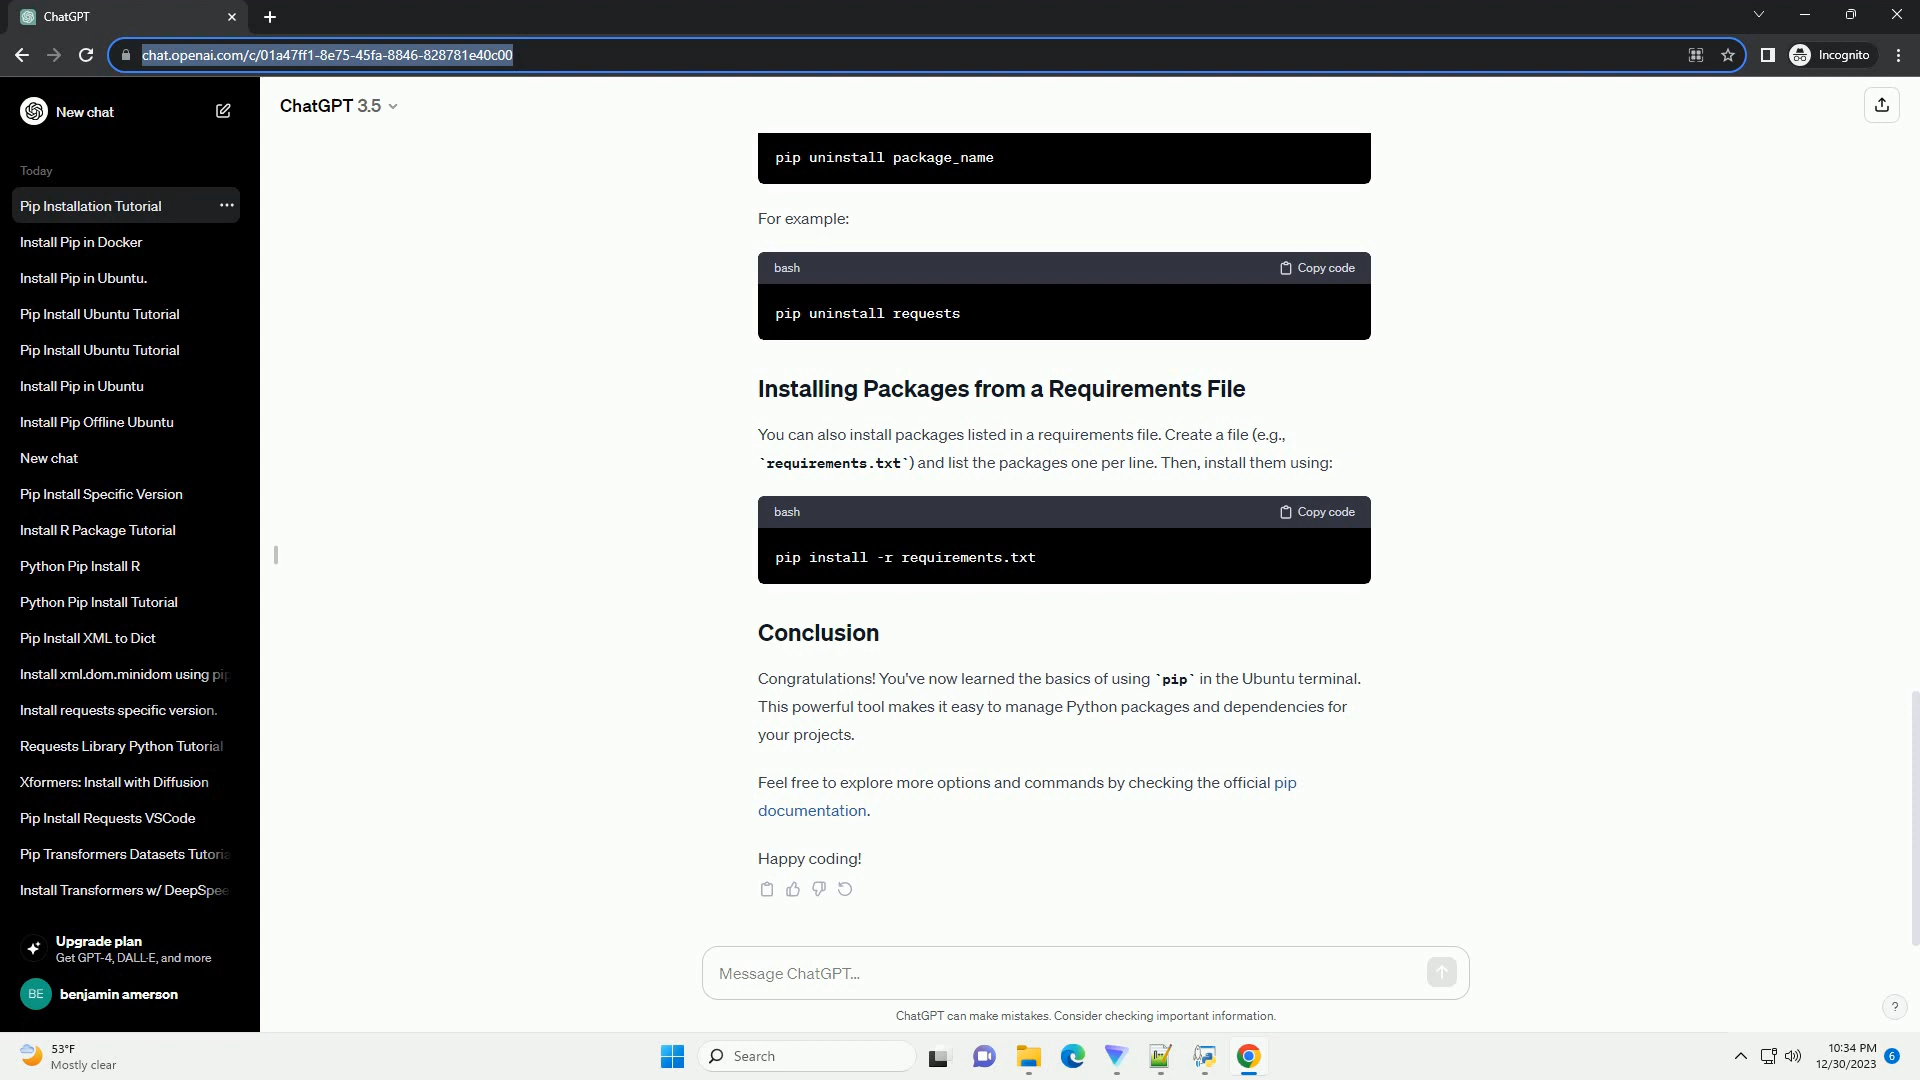 ChatGPT
chat.openai.com/c/01a47ff1-8e75-45fa-8846-828781e40c00
Incognito
New chat
ChatGPT 3.5
Today
Pip Installation Tutorial
Install Pip in Docker
Install Pip in Ubuntu.
Pip Install Ubuntu Tutorial
Pip Install Ubuntu Tutorial
Install Pip in Ubuntu
Install Pip Offline Ubuntu
New chat
Pip Install Specific Version
Install R Package Tutorial
Python Pip Install R
Python Pip Install Tutorial
Pip Install XML to Dict
Install xml.dom.minidom using pip
Install requests specific version.
Requests Library Python Tutorial
Xformers: Install with Diffusion
Pip Install Requests VSCode
Pip Transformers Datasets Tutoria
Install Transformers w/ DeepSpee
Upgrade plan
Get GPT-4, DALL·E, and more
BE
benjamin amerson
pip uninstall package_name
For example:
bash
Copy code
pip uninstall requests
Installing Packages from a Requirements File
You can also install packages listed in a requirements file. Create a file (e.g.,
`requirements.txt`) and list the packages one per line. Then, install them using:
bash
Copy code
pip install -r requirements.txt
Conclusion
Congratulations! You've now learned the basics of using `pip` in the Ubuntu terminal.
This powerful tool makes it easy to manage Python packages and dependencies for
your projects.
Feel free to explore more options and commands by checking the official pip
documentation.
Happy coding!
Message ChatGPT...
ChatGPT can make mistakes. Consider checking important information.
?
53°F
Mostly clear
Search
10:34 PM
12/30/2023
6